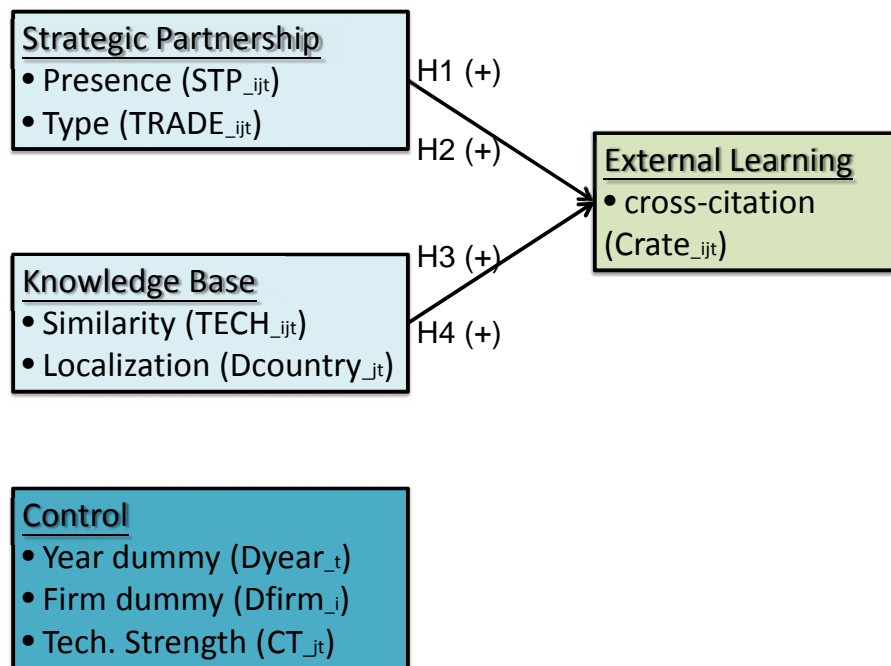 Strategic Partnership
• Presence (STP_ijt)
• Type (TRADE_ijt)
H1 (+)
H2 (+)
External Learning
• cross-citation
(Crate_ijt)
Knowledge Base
• Similarity (TECH_ijt)
• Localization (Dcountry_jt)
H3 (+)
H4 (+)
Control
• Year dummy (Dyear_t)
• Firm dummy (Dfirm_i)
• Tech. Strength (CT_jt)